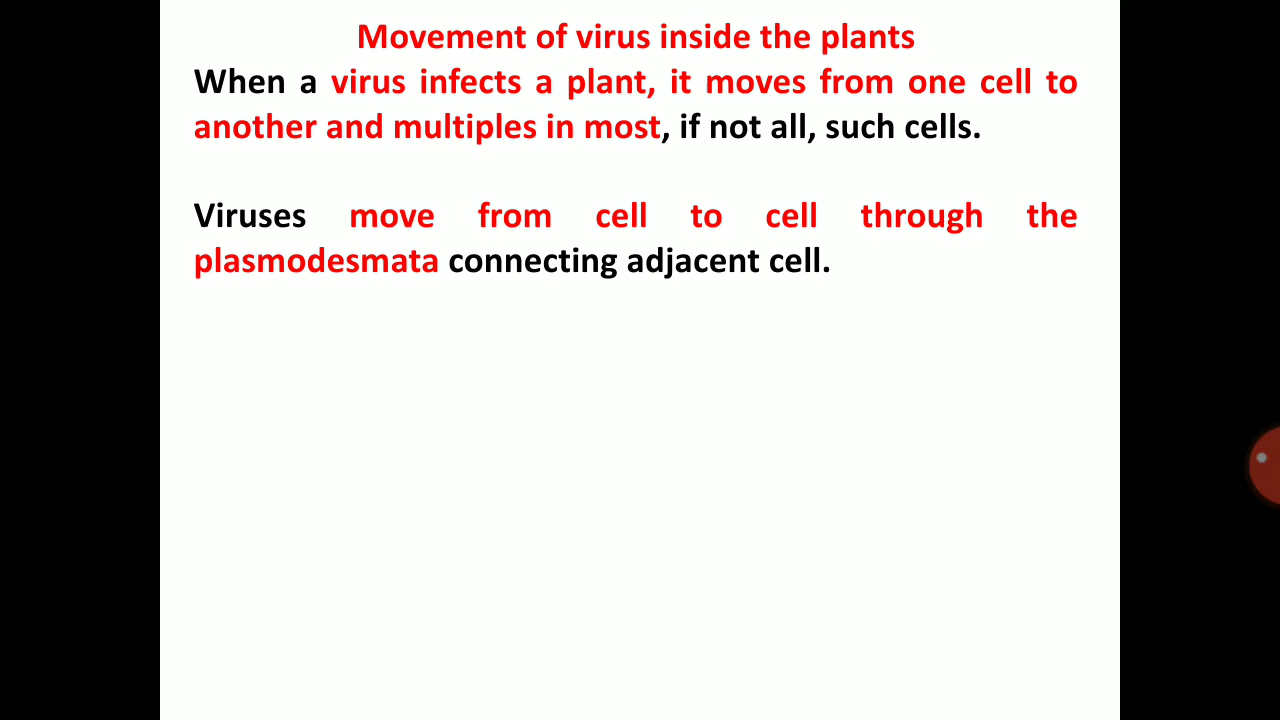 Movement of virus inside the plants
When a virus infects a plant, it moves from one cell to
another and multiples in most, if not all, such cells.
Viruses move from cell to cell through the
plasmodesmata connecting adjacent cell.